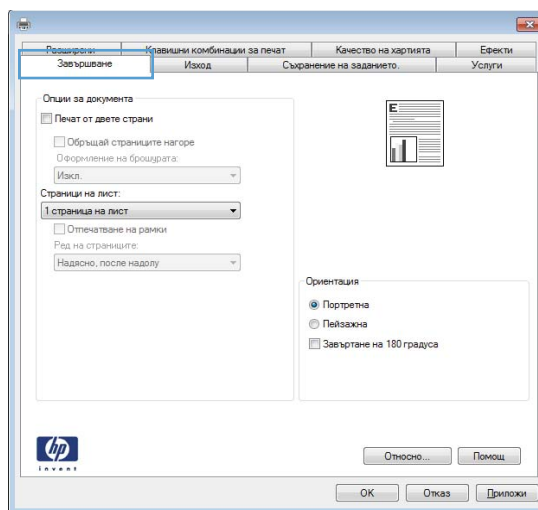 Разширени Клавишни комбинации за печат Качество на хартията Ефекти
Завършване Изход Съхранение на заданието. Услуги
Опции за документа
Печат от двете страни
Обръщай страниците нагоре
Оформление на брошурата:
Изкл.
Страници на лист:
1 страница на лист
Отпечатване на рамки
Ред на страниците:
Надясно, после надолу
E
Ориентация
Портретна
Пейзажна
Завъртане на 180 градуса
hp
invent
Относно... Помощ
OK Отказ Приложи